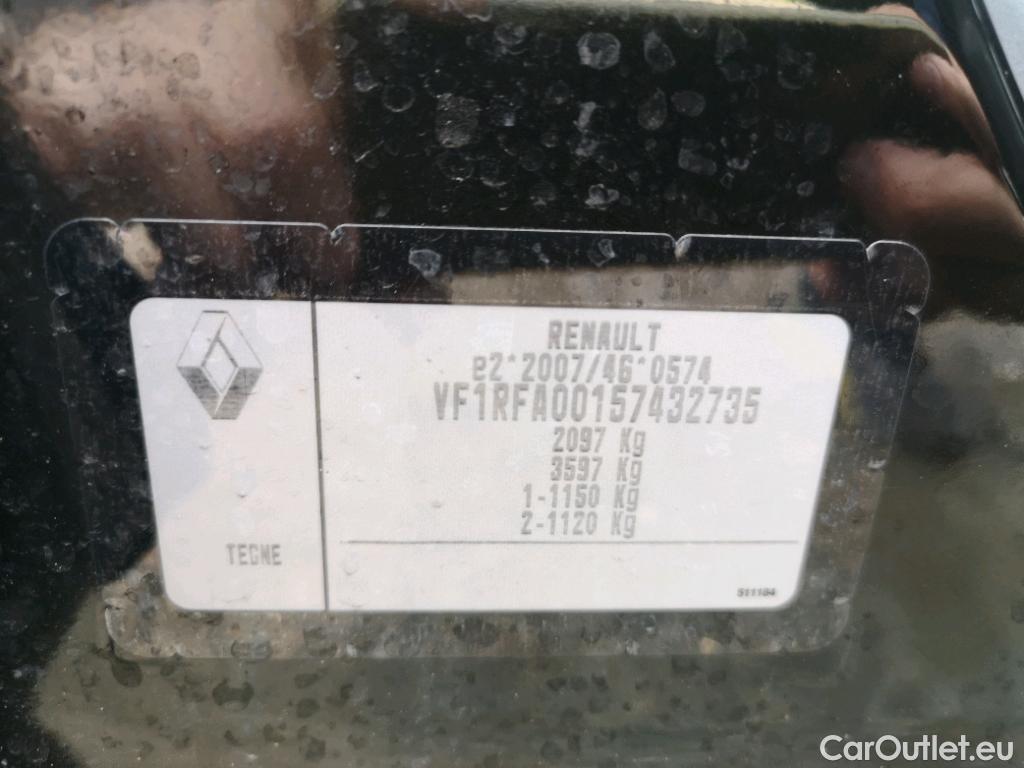 RENAULT
e2*2007/46*0574
VF1RFA00157432735
2097 Kg
3597 Kg
1-1150 Kg
2-1120 Kg
TEGNE
511184
CarOutlet.eu